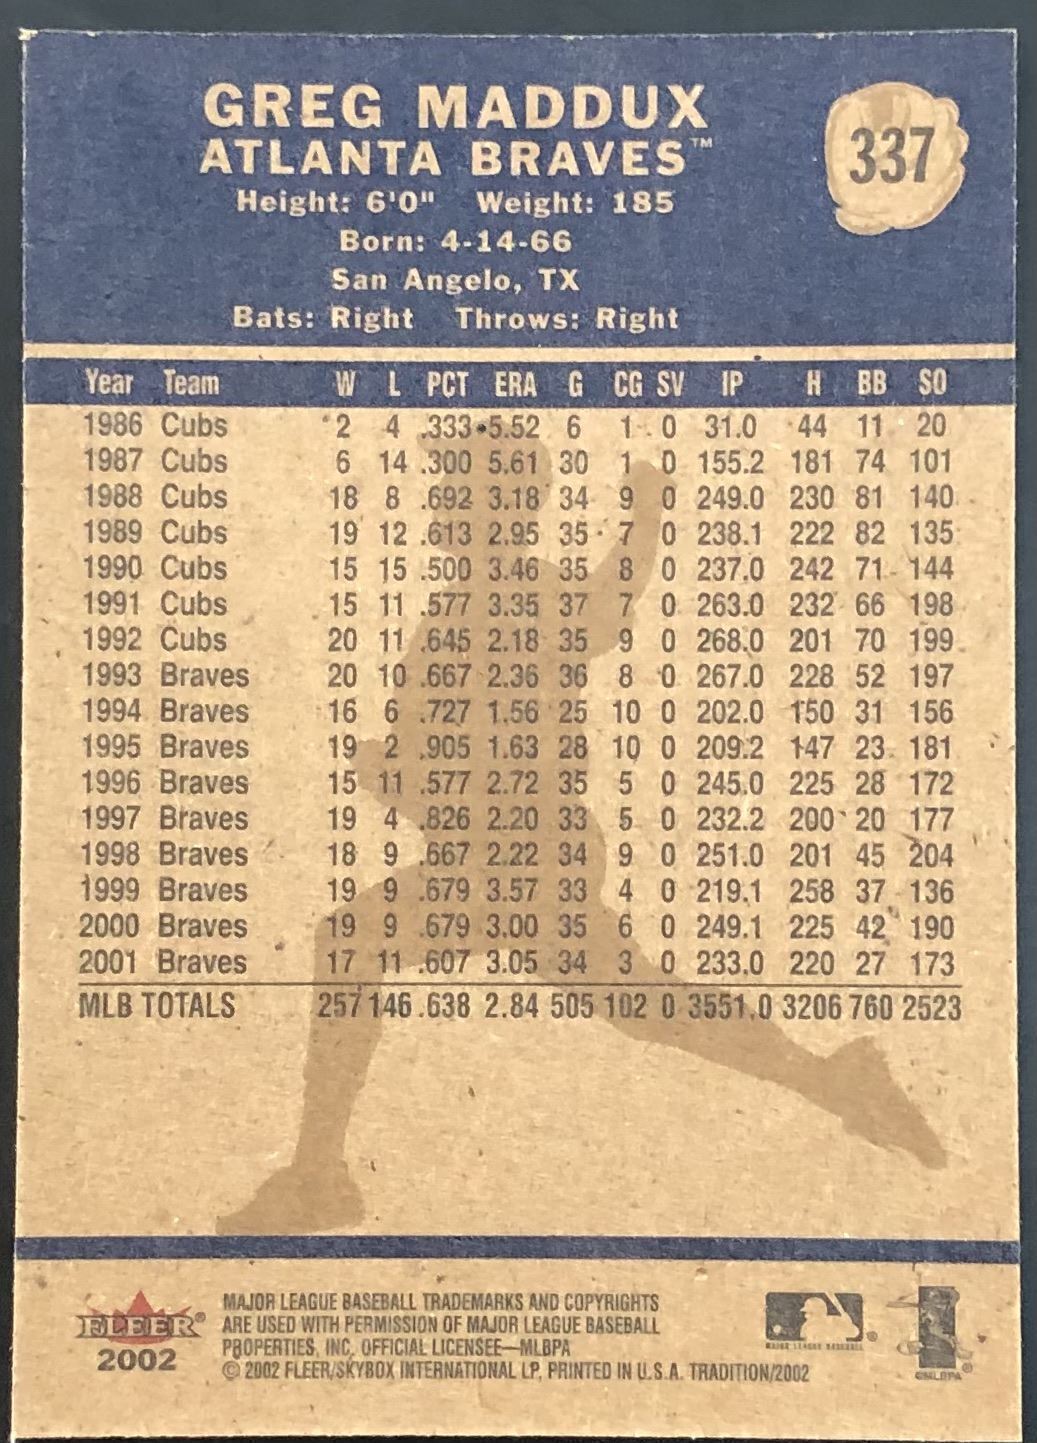 GREG MADDUX
337
ATLANTA BRAVES™
Height: 6'0" Weight: 185
Born: 4-14-66
San Angelo, TX
Bats: Right Throws: Right
Year Team W L PCT ERA G CG SV IP H BB SO
1986 Cubs 2 4 .333 5.52 6 1 0 31.0 44 11 20
1987 Cubs 6 14 .300 5.61 30 1 0 155.2 181 74 101
1988 Cubs 18 8 .692 3.18 34 9 0 249.0 230 81 140
1989 Cubs 19 12 .613 2.95 35 7 0 238.1 222 82 135
1990 Cubs 15 15 .500 3.46 35 8 0 237.0 242 71 144
1991 Cubs 15 11 .577 3.35 37 7 0 263.0 232 66 198
1992 Cubs 20 11 .645 2.18 35 9 0 268.0 201 70 199
1993 Braves 20 10 .667 2.36 36 8 0 267.0 228 52 197
1994 Braves 16 6 .727 1.56 25 10 0 202.0 150 31 156
1995 Braves 19 2 .905 1.63 28 10 0 209.2 147 23 181
1996 Braves 15 11 .577 2.72 35 5 0 245.0 225 28 172
1997 Braves 19 4 .826 2.20 33 5 0 232.2 200 20 177
1998 Braves 18 9 .667 2.22 34 9 0 251.0 201 45 204
1999 Braves 19 9 .679 3.57 33 4 0 219.1 258 37 136
2000 Braves 19 9 .679 3.00 35 6 0 249.1 225 42 190
2001 Braves 17 11 .607 3.05 34 3 0 233.0 220 27 173
MLB TOTALS 257 146 .638 2.84 505 102 0 3551.0 3206 760 2523
FLEER®
2002
MAJOR LEAGUE BASEBALL TRADEMARKS AND COPYRIGHTS
ARE USED WITH PERMISSION OF MAJOR LEAGUE BASEBALL
PROPERTIES, INC. OFFICIAL LICENSEE—MLBPA
© 2002 FLEER/SKYBOX INTERNATIONAL LP. PRINTED IN U.S.A. TRADITION/2002
MAJOR LEAGUE BASEBALL
®
©MLBPA
®